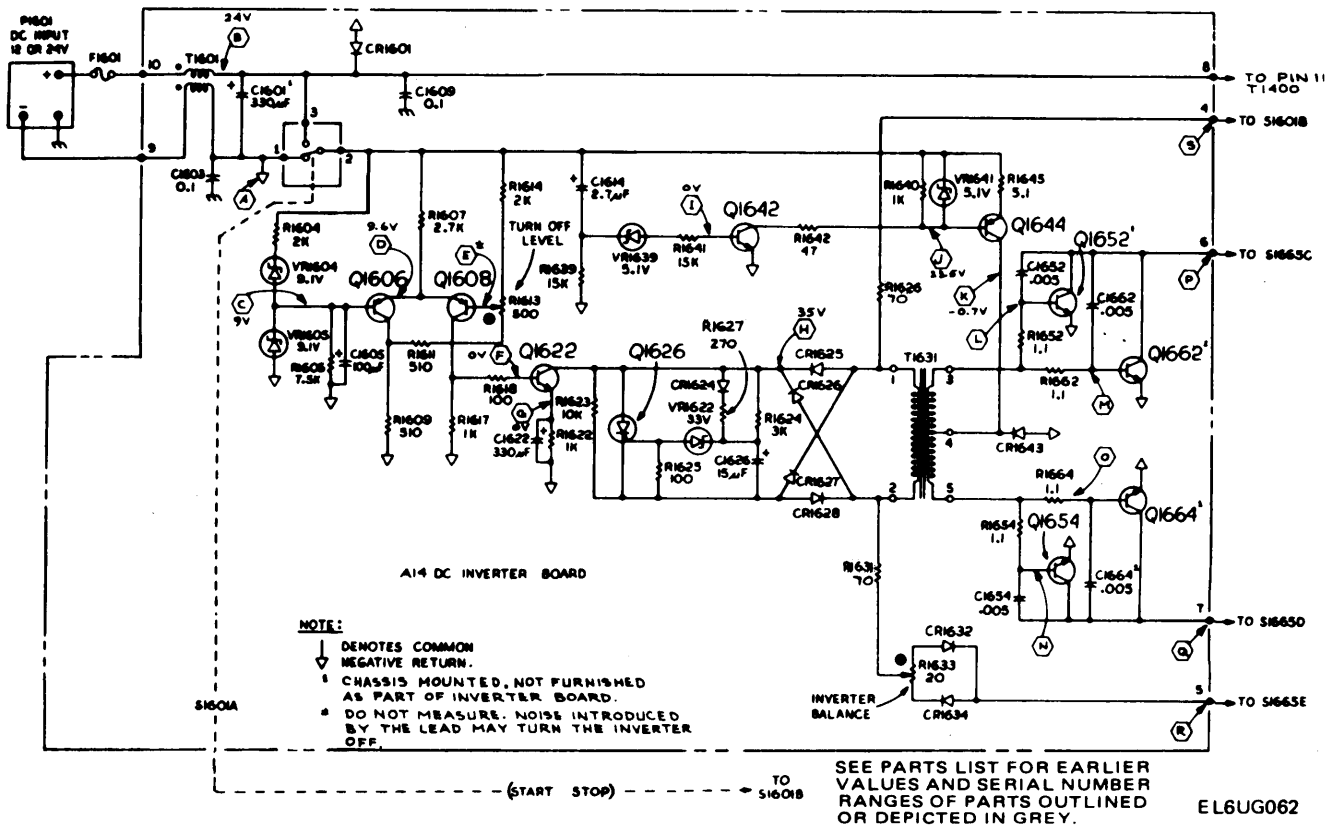 P1601
DC INPUT
12 OR 24V
+
−
F1601
10
9
T1601
24V
B
+
C1601¹
330µF
C1603
0.1
A
CR1601
C1609
0.1
3
1
2
8
TO PIN 11
T1400
4
TO S1601B
S
R1604
2K
VR1604
9.1V
C
9V
VR1605
9.1V
R1606
7.5K
+
C1605
100µF
9.6V
D
Q1606
R1607
2.7K
E*
Q1608
R1614
2K
TURN OFF
LEVEL
R1613
500
R1611
510
R1609
510
R1617
1K
0V
F
R1618
100
Q1622
G
0V
C1622
330µF
+
R1622
1K
R1623
10K
+
C1614
2.7µF
R1639
15K
VR1639
5.1V
0V
I
R1641
15K
Q1642
R1642
47
R1640
1K
VR1641
5.1V
R1645
5.1
J
23.6V
Q1644
K
-0.7V
L
Q1626
R1627
270
CR1624
VR1622
33V
R1625
100
R1624
3K
C1626
15µF
+
35V
H
CR1625
CR1626
CR1627
CR1628
R1626
70
1
2
T1631
3
4
5
CR1643
C1652
.005
Q1652¹
R1652
1.1
C1662
.005
R1662
1.1
M
Q1662¹
6
TO S1665C
P
R1664
1.1
O
Q1664¹
R1654
1.1
Q1654
C1654
.005
N
C1664¹
.005
7
TO S1665D
Q
R1631
70
CR1632
R1633
20
CR1634
INVERTER
BALANCE
5
TO S1665E
R
A14 DC INVERTER BOARD
NOTE:
DENOTES COMMON
NEGATIVE RETURN.
1 CHASSIS MOUNTED, NOT FURNISHED
AS PART OF INVERTER BOARD.
* DO NOT MEASURE. NOISE INTRODUCED
BY THE LEAD MAY TURN THE INVERTER
OFF.
S1601A
(START STOP)
TO
S1601B
SEE PARTS LIST FOR EARLIER
VALUES AND SERIAL NUMBER
RANGES OF PARTS OUTLINED
OR DEPICTED IN GREY.
EL6UG062